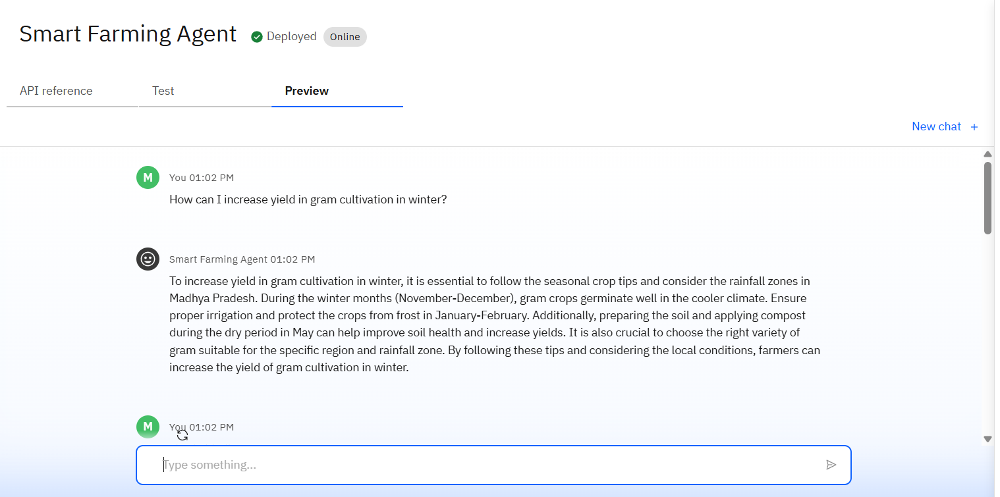 Smart Farming Agent Deployed Online
API reference Test Preview
New chat +
M You 01:02 PM
How can I increase yield in gram cultivation in winter?
Smart Farming Agent 01:02 PM
To increase yield in gram cultivation in winter, it is essential to follow the seasonal crop tips and consider the rainfall zones in
Madhya Pradesh. During the winter months (November-December), gram crops germinate well in the cooler climate. Ensure
proper irrigation and protect the crops from frost in January-February. Additionally, preparing the soil and applying compost
during the dry period in May can help improve soil health and increase yields. It is also crucial to choose the right variety of
gram suitable for the specific region and rainfall zone. By following these tips and considering the local conditions, farmers can
increase the yield of gram cultivation in winter.
M You 01:02 PM
Type something...